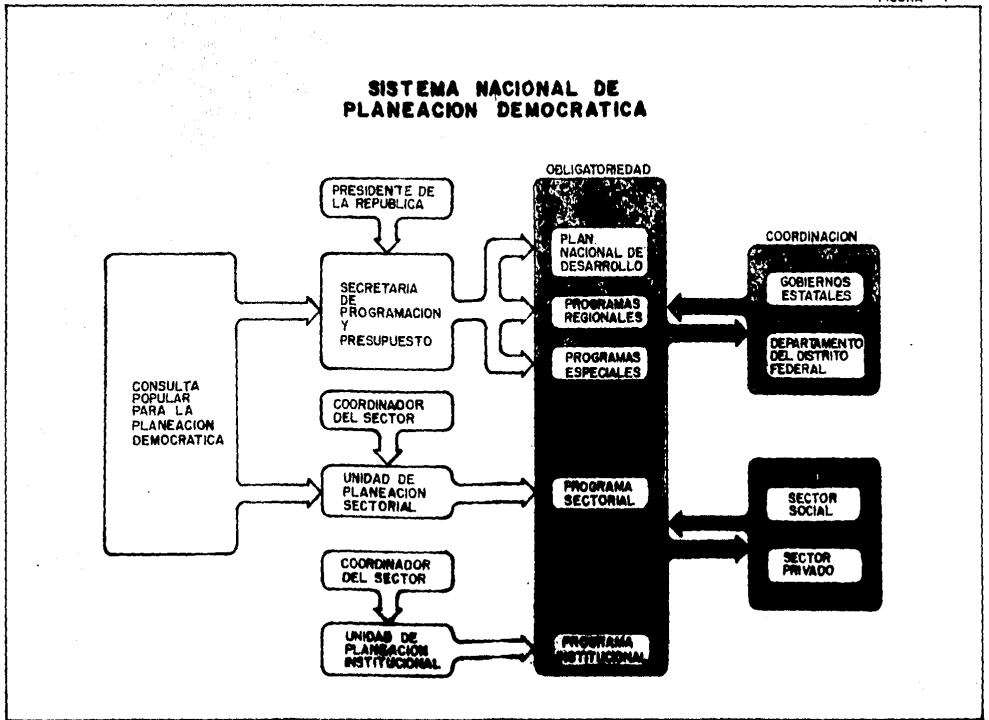 SISTEMA NACIONAL DE
PLANEACION DEMOCRATICA
CONSULTA
POPULAR
PARA LA
PLANEACION
DEMOCRATICA
PRESIDENTE DE
LA REPUBLICA
SECRETARIA
DE
PROGRAMACION
Y
PRESUPUESTO
COORDINADOR
DEL SECTOR
UNIDAD DE
PLANEACION
SECTORIAL
COORDINADOR
DEL SECTOR
UNIDAD DE
PLANEACION
INSTITUCIONAL
OBLIGATORIEDAD
PLAN
NACIONAL DE
DESARROLLO
PROGRAMAS
REGIONALES
PROGRAMAS
ESPECIALES
PROGRAMA
SECTORIAL
PROGRAMA
INSTITUCIONAL
COORDINACION
GOBIERNOS
ESTATALES
DEPARTAMENTO
DEL DISTRITO
FEDERAL
SECTOR
SOCIAL
SECTOR
PRIVADO